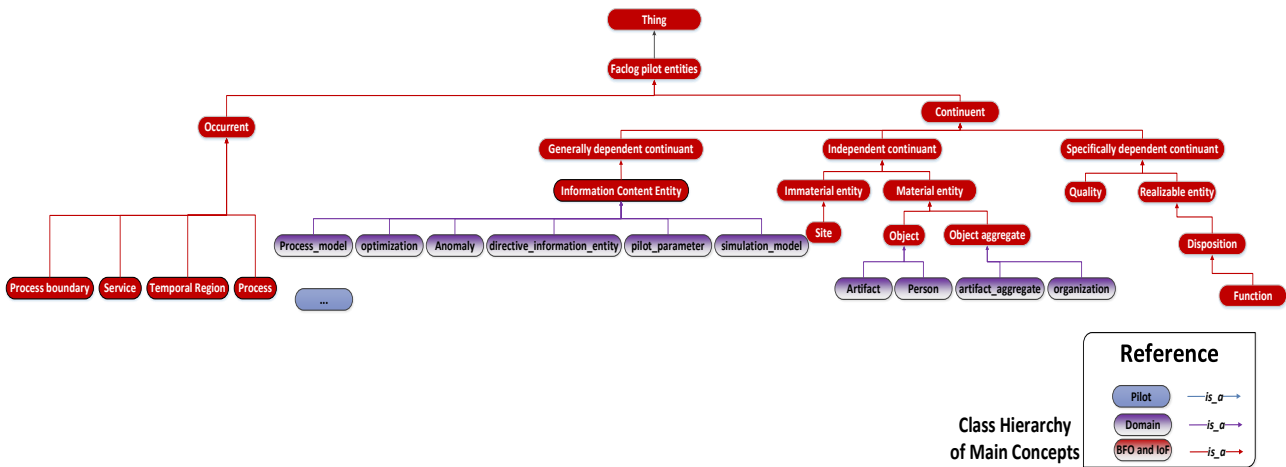 Thing
Faclog pilot entities
Continuent
Occurrent
Generally dependent continuant
Independent continuant
Specifically dependent continuant
Information Content Entity
Immaterial entity
Material entity
Quality
Realizable entity
Site
Object
Object aggregate
Process_model
optimization
Anomaly
directive_information_entity
pilot_parameter
simulation_model
Disposition
Process boundary
Service
Temporal Region
Process
...
Artifact
Person
artifact_aggregate
organization
Function
Reference
Pilot
is_a
Domain
is_a
BFO and IoF
is_a
Class Hierarchy
of Main Concepts